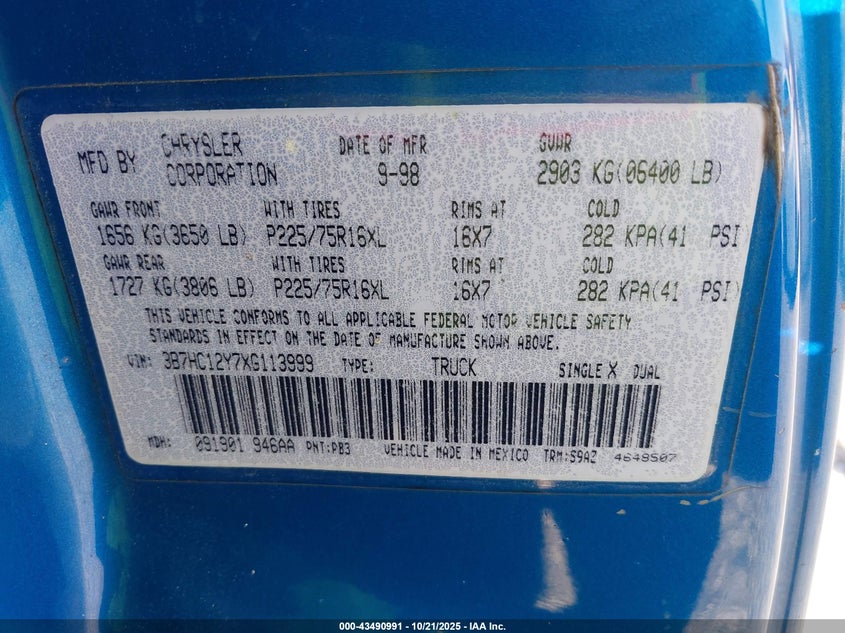 MFD BY CHRYSLER CORPORATION DATE OF MFR 9-98 GVWR 2903 KG(06400 LB)
GAWR FRONT WITH TIRES RIMS AT COLD
1656 KG(3650 LB) P225/75R16XL 16X7 282 KPA(41 PSI)
GAWR REAR WITH TIRES RIMS AT COLD
1727 KG(3806 LB) P225/75R16XL 16X7 282 KPA(41 PSI)
THIS VEHICLE CONFORMS TO ALL APPLICABLE FEDERAL MOTOR VEHICLE SAFETY
STANDARDS IN EFFECT ON THE DATE OF MANUFACTURE SHOWN ABOVE.
VIN: 3B7HC12Y7XG113999 TYPE: TRUCK SINGLE X DUAL
MDH: 091901 946AA PNT:PB3 VEHICLE MADE IN MEXICO TRM:S9AZ 4648507
000-43490991 - 10/21/2025 - IAA Inc.